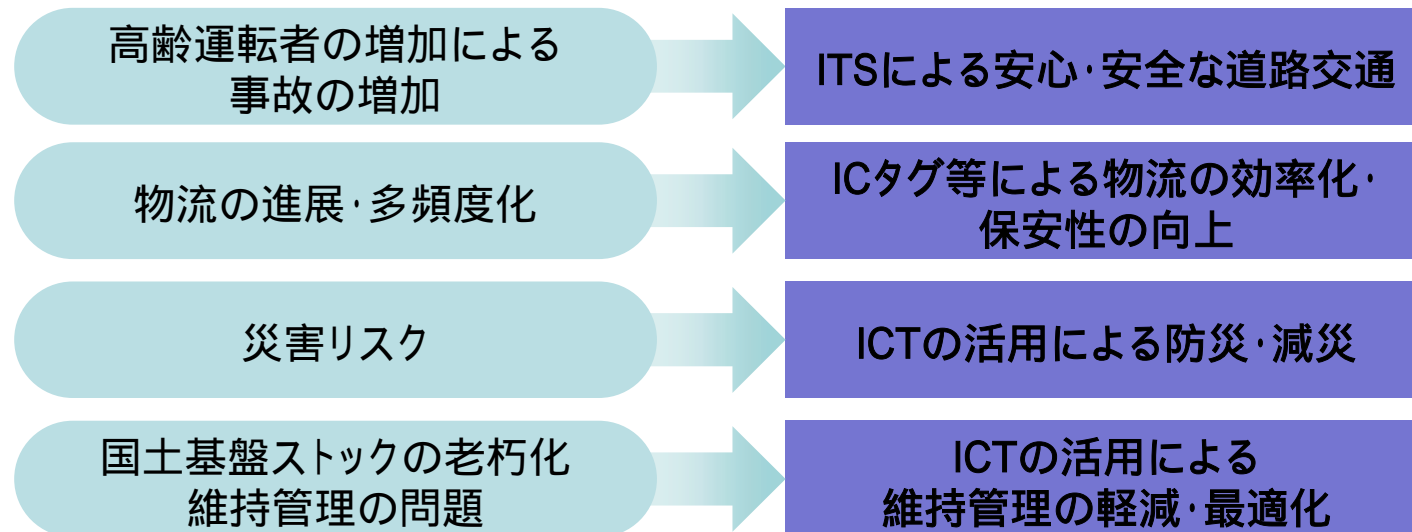 高齢運転者の増加による
事故の増加
ITSによる安心・安全な道路交通
物流の進展・多頻度化
ICタグ等による物流の効率化・
保安性の向上
災害リスク
ICTの活用による防災・減災
国土基盤ストックの老朽化
維持管理の問題
ICTの活用による
維持管理の軽減・最適化